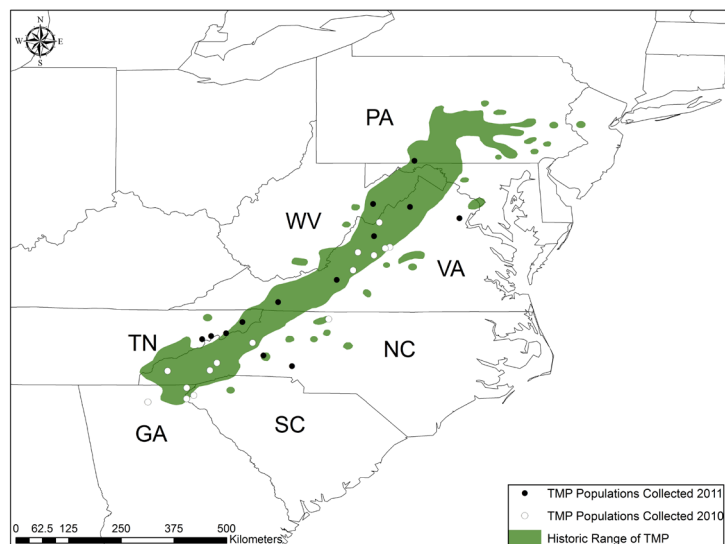 N
W E
S
PA
WV
VA
TN
NC
SC
GA
TMP Populations Collected 2011
TMP Populations Collected 2010
Historic Range of TMP
0 62.5 125 250 375 500
Kilometers